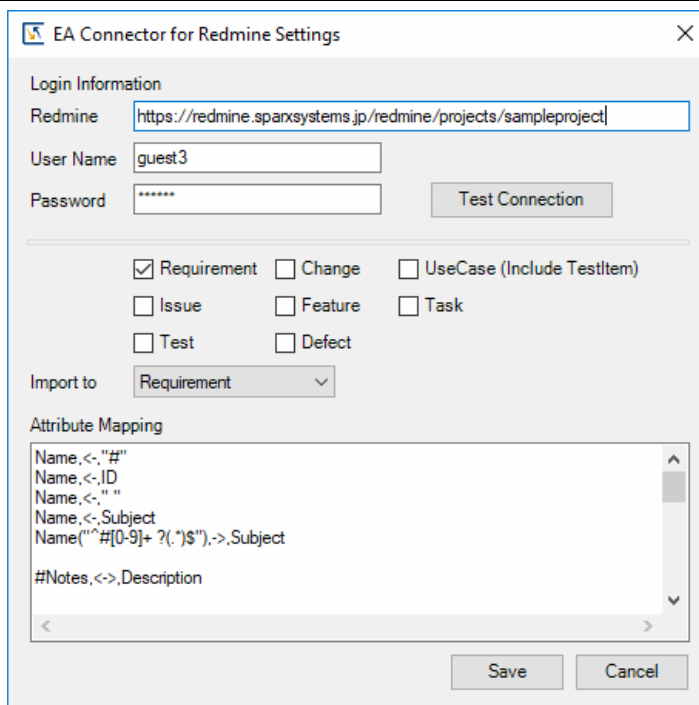 EA Connector for Redmine Settings
Login Information
Redmine https://redmine.sparxsystems.jp/redmine/projects/sampleproject
User Name guest3
Password ******
Test Connection
Requirement Change UseCase (Include TestItem)
Issue Feature Task
Test Defect
Import to Requirement
Attribute Mapping
Name,<-,"#"
Name,<-,ID
Name,<-," "
Name,<-,Subject
Name("^#[0-9]+ ?(.*)$"),->,Subject
#Notes,<->,Description
Save Cancel